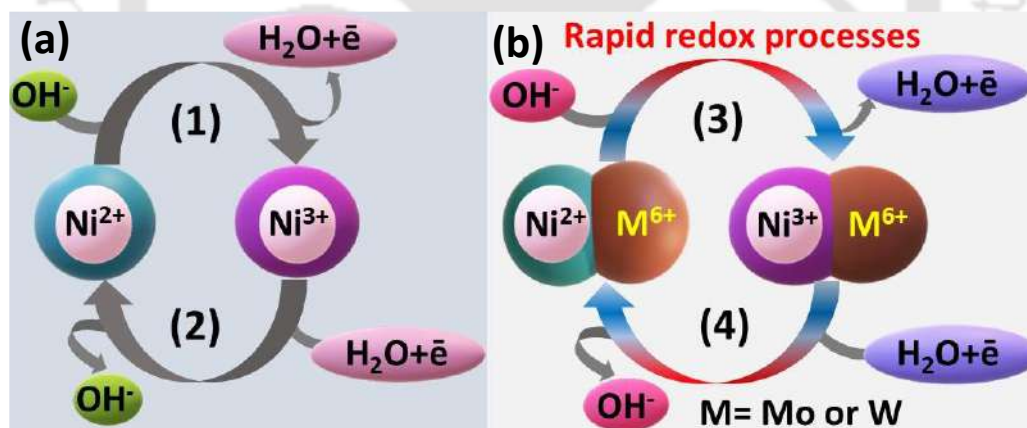 (a)
H₂O+ē
OH⁻
(1)
Ni²⁺
Ni³⁺
(2)
H₂O+ē
OH⁻
(b) Rapid redox processes
OH⁻
H₂O+ē
(3)
Ni²⁺ M⁶⁺
Ni³⁺ M⁶⁺
(4)
H₂O+ē
OH⁻
M= Mo or W